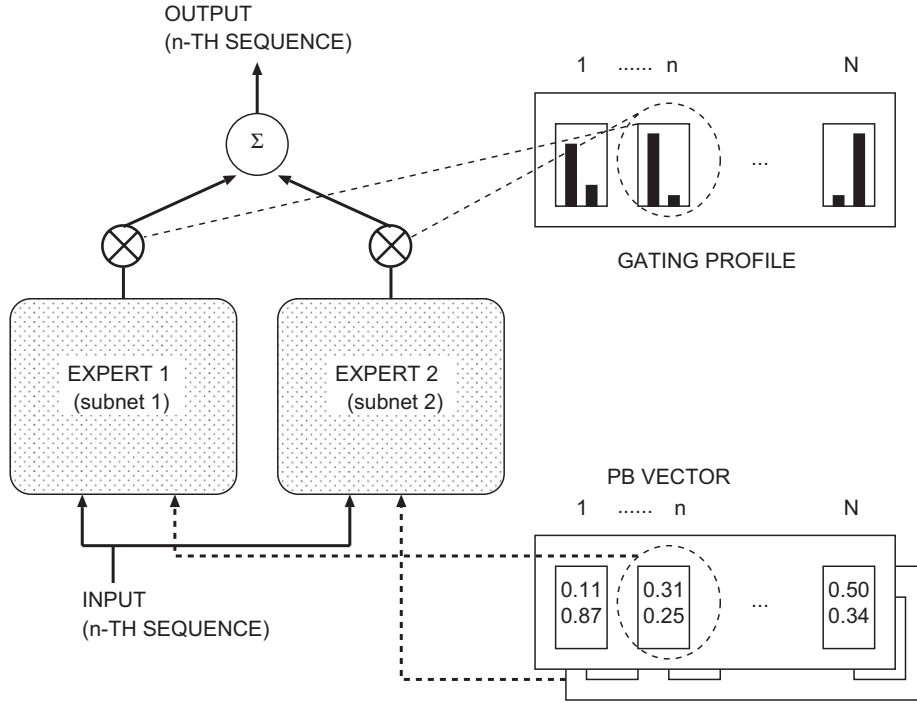 OUTPUT
(n-TH SEQUENCE)
Σ
1 ...... n N
...
GATING PROFILE
EXPERT 1
(subnet 1)
EXPERT 2
(subnet 2)
PB VECTOR
1 ...... n N
0.11 0.31 ... 0.50
0.87 0.25 0.34
INPUT
(n-TH SEQUENCE)